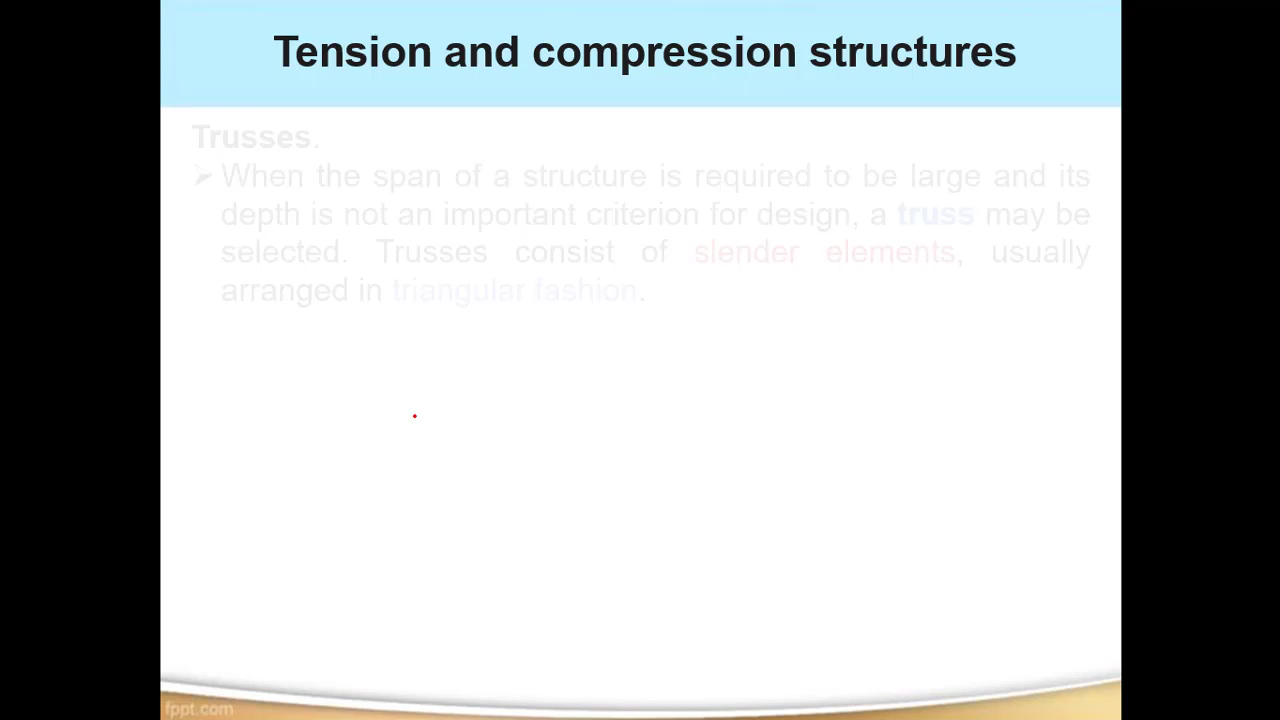 Tension and compression structures
Trusses.
➢ When the span of a structure is required to be large and its
depth is not an important criterion for design, a truss may be
selected. Trusses consist of slender elements, usually
arranged in triangular fashion.
fppt.com